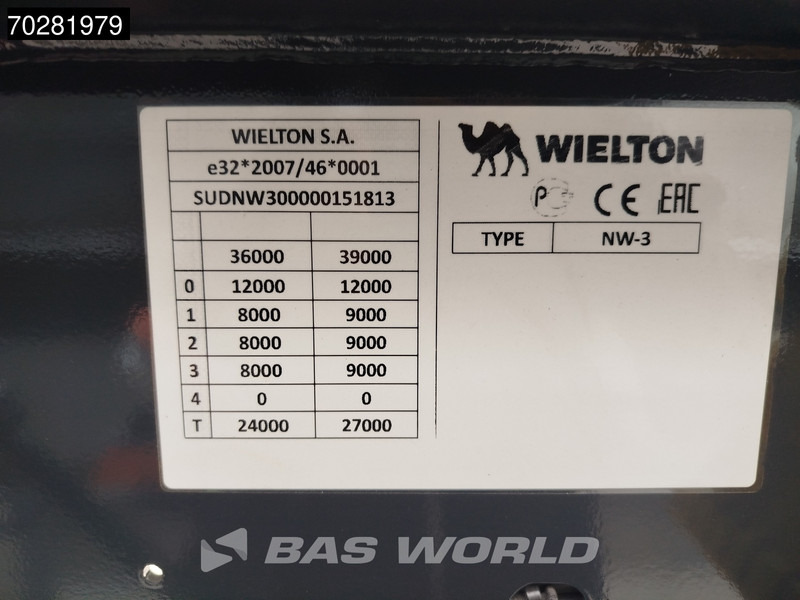 70281979
WIELTON S.A.
e32*2007/46*0001
SUDNW300000151813
36000 39000
0 12000 12000
1 8000 9000
2 8000 9000
3 8000 9000
4 0 0
T 24000 27000
WIELTON
PC CE EAC
TYPE NW-3
BAS WORLD